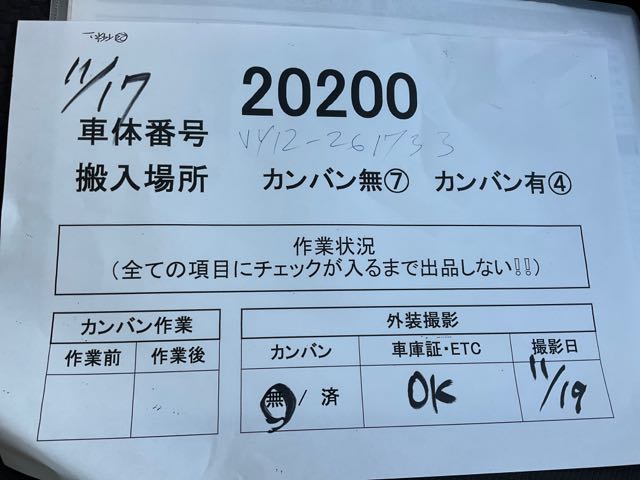 11/17
20200
車体番号 VY12-261733
搬入場所 カンバン無⑦ カンバン有④
作業状況
(全ての項目にチェックが入るまで出品しない!!)
カンバン作業
作業前 作業後
外装撮影
カンバン 車庫証・ETC 撮影日
無 / 済 OK 11/19